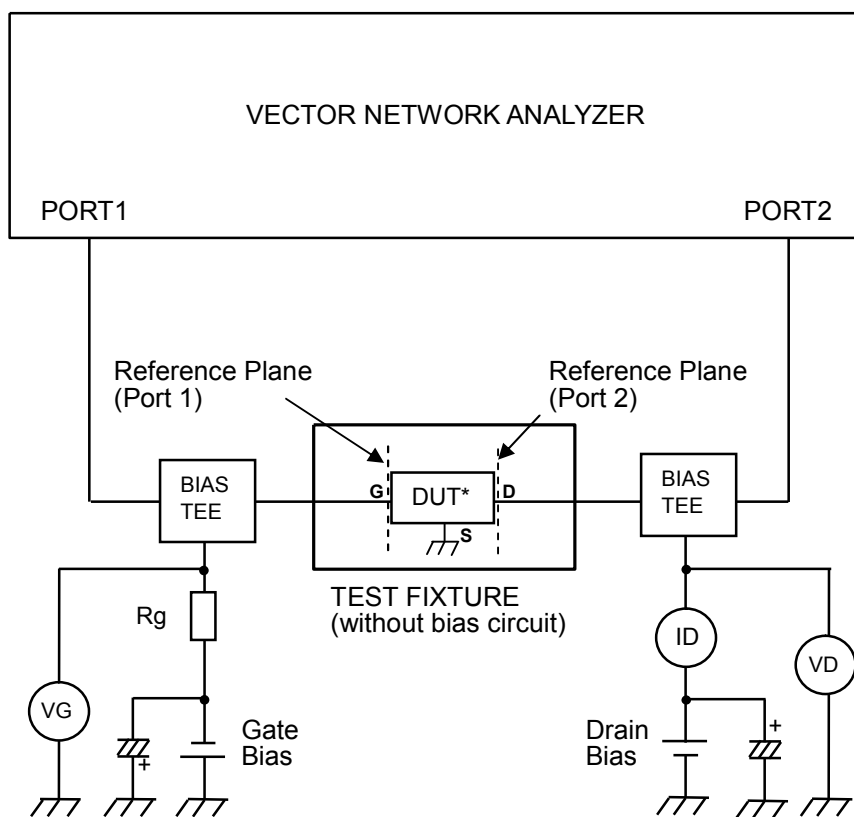 VECTOR NETWORK ANALYZER
PORT1
PORT2
Reference Plane
(Port 1)
Reference Plane
(Port 2)
BIAS
TEE
G
DUT*
D
S
BIAS
TEE
TEST FIXTURE
(without bias circuit)
Rg
ID
VD
VG
+
Gate
Bias
Drain
Bias
+